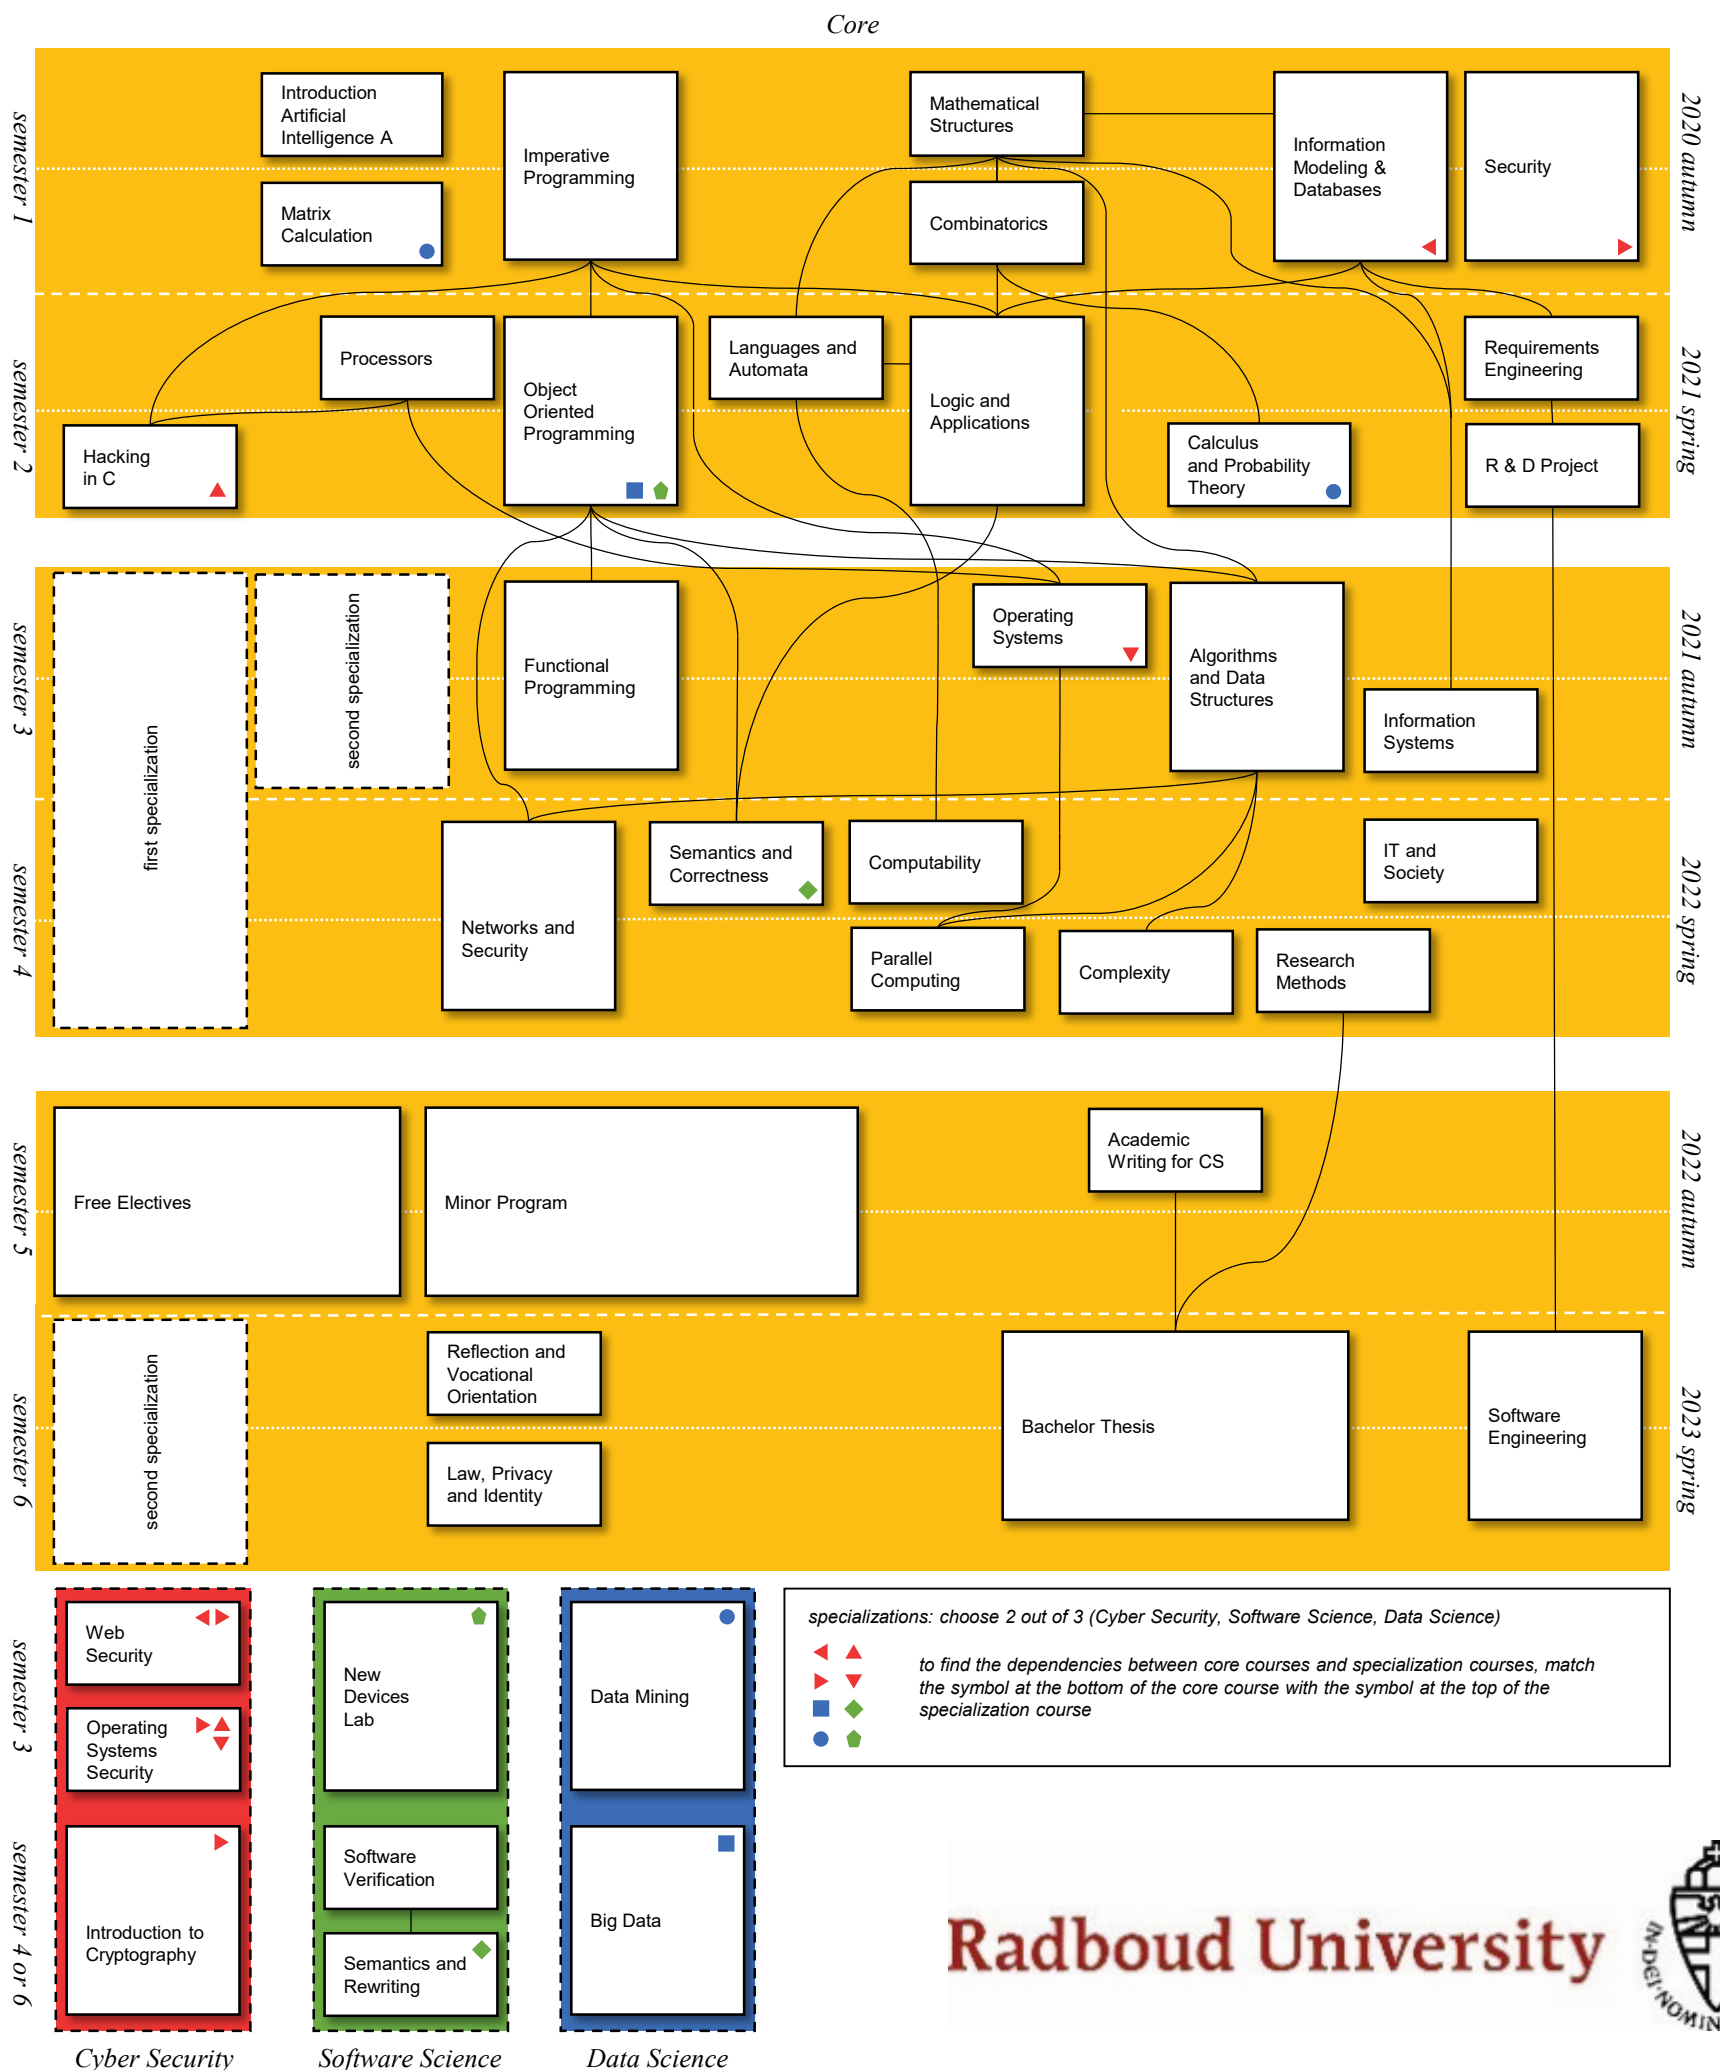 Core
semester 1
2020 autumn
Introduction
Artificial
Intelligence A
Imperative
Programming
Mathematical
Structures
Information
Modeling &
Databases
Security
Matrix
Calculation
Combinatorics
semester 2
2021 spring
Processors
Object
Oriented
Programming
Languages and
Automata
Logic and
Applications
Requirements
Engineering
Hacking
in C
Calculus
and Probability
Theory
R & D Project
semester 3
2021 autumn
first specialization
second specialization
Functional
Programming
Operating
Systems
Algorithms
and Data
Structures
Information
Systems
semester 4
2022 spring
Networks and
Security
Semantics and
Correctness
Computability
IT and
Society
Parallel
Computing
Complexity
Research
Methods
semester 5
2022 autumn
Free Electives
Minor Program
Academic
Writing for CS
semester 6
2023 spring
second specialization
Reflection and
Vocational
Orientation
Law, Privacy
and Identity
Bachelor Thesis
Software
Engineering
semester 3
Web
Security
Operating
Systems
Security
New
Devices
Lab
Data Mining
specializations: choose 2 out of 3 (Cyber Security, Software Science, Data Science)
to find the dependencies between core courses and specialization courses, match
the symbol at the bottom of the core course with the symbol at the top of the
specialization course
semester 4 or 6
Introduction to
Cryptography
Software
Verification
Semantics and
Rewriting
Big Data
Radboud University
Cyber Security
Software Science
Data Science